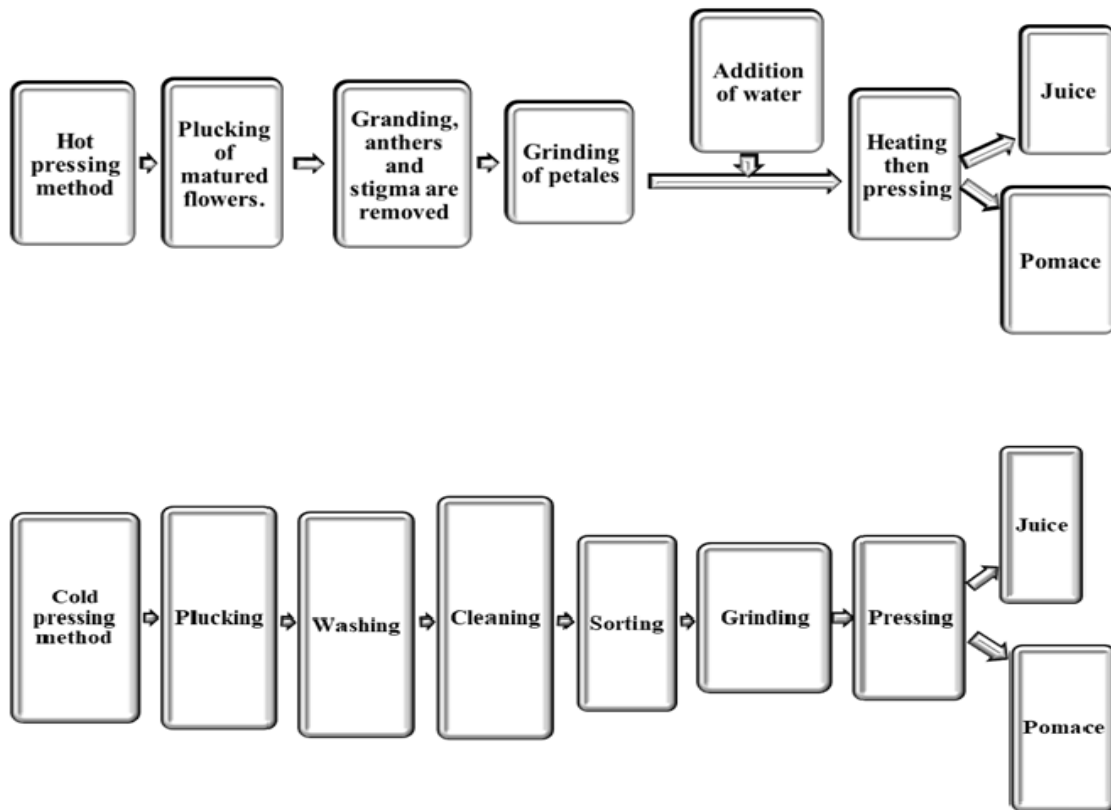 Hot
pressing
method
Plucking
of
matured
flowers.
Granding,
anthers
and
stigma are
removed
Grinding
of petales
Addition
of water
Heating
then
pressing
Juice
Pomace
Cold
pressing
method
Plucking
Washing
Cleaning
Sorting
Grinding
Pressing
Juice
Pomace